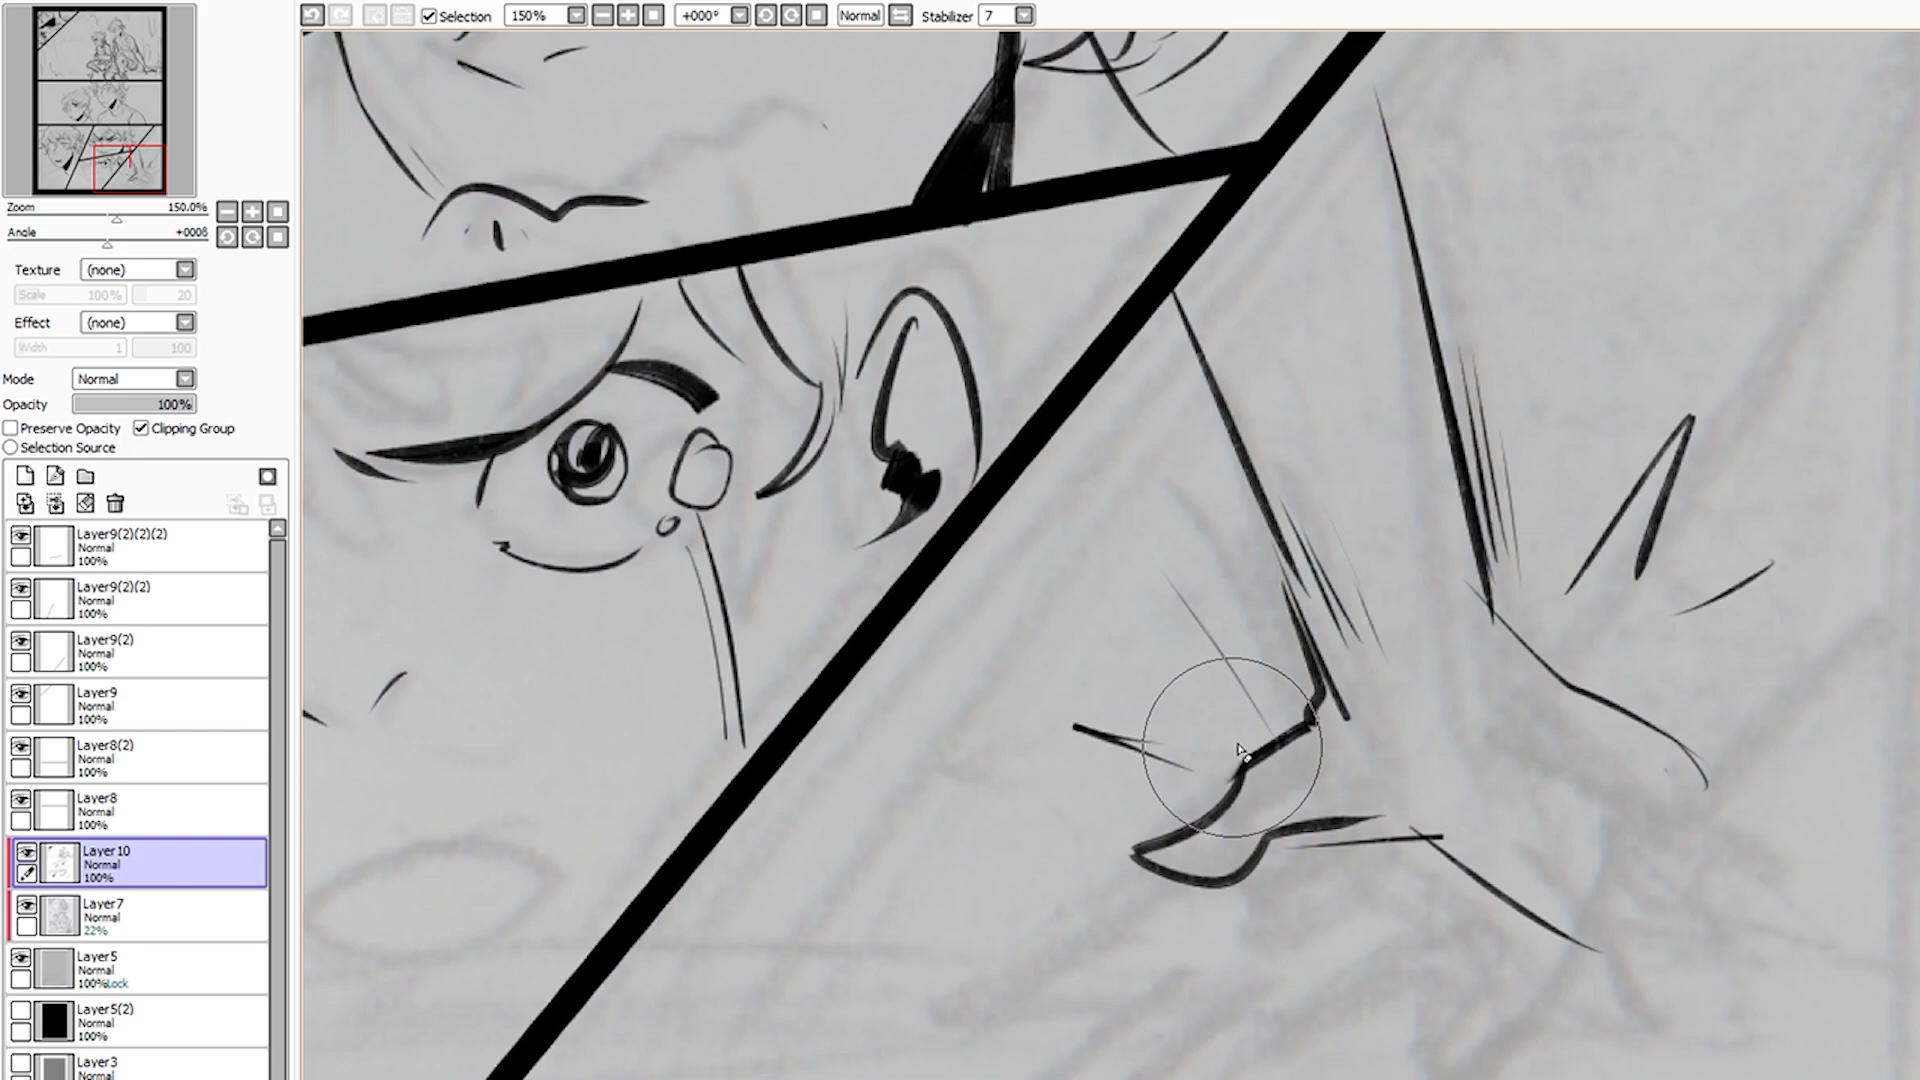 Selection 150% +000° Normal Stabilizer 7
Zoom 150.0%
Angle +000ß
Texture (none)
Scale 100% 20
Effect (none)
Width 1 100
Mode Normal
Opacity 100%
Preserve Opacity Clipping Group
Selection Source
Layer9(2)(2)(2)
Normal
100%
Layer9(2)(2)
Normal
100%
Layer9(2)
Normal
100%
Layer9
Normal
100%
Layer8(2)
Normal
100%
Layer8
Normal
100%
Layer10
Normal
100%
Layer7
Normal
22%
Layer5
Normal
100%Lock
Layer5(2)
Normal
100%
Layer3
Normal